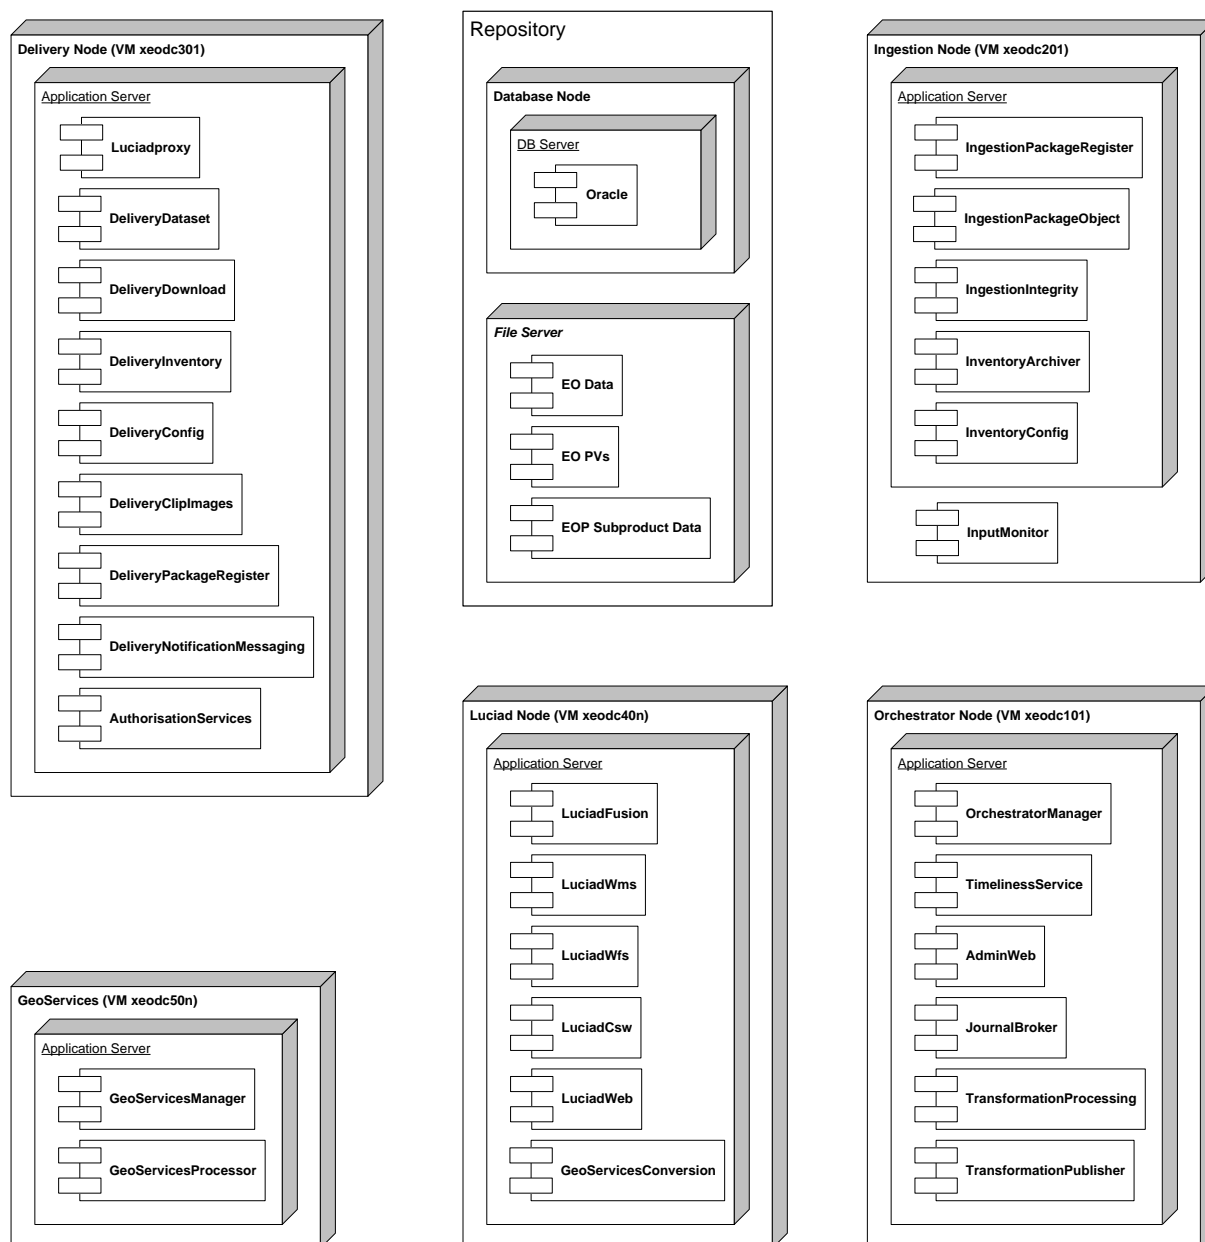 Delivery Node (VM xeodc301)
Application Server
Luciadproxy
DeliveryDataset
DeliveryDownload
DeliveryInventory
DeliveryConfig
DeliveryClipImages
DeliveryPackageRegister
DeliveryNotificationMessaging
AuthorisationServices
Repository
Database Node
DB Server
Oracle
File Server
EO Data
EO PVs
EOP Subproduct Data
Ingestion Node (VM xeodc201)
Application Server
IngestionPackageRegister
IngestionPackageObject
IngestionIntegrity
InventoryArchiver
InventoryConfig
InputMonitor
GeoServices (VM xeodc50n)
Application Server
GeoServicesManager
GeoServicesProcessor
Luciad Node (VM xeodc40n)
Application Server
LuciadFusion
LuciadWms
LuciadWfs
LuciadCsw
LuciadWeb
GeoServicesConversion
Orchestrator Node (VM xeodc101)
Application Server
OrchestratorManager
TimelinessService
AdminWeb
JournalBroker
TransformationProcessing
TransformationPublisher